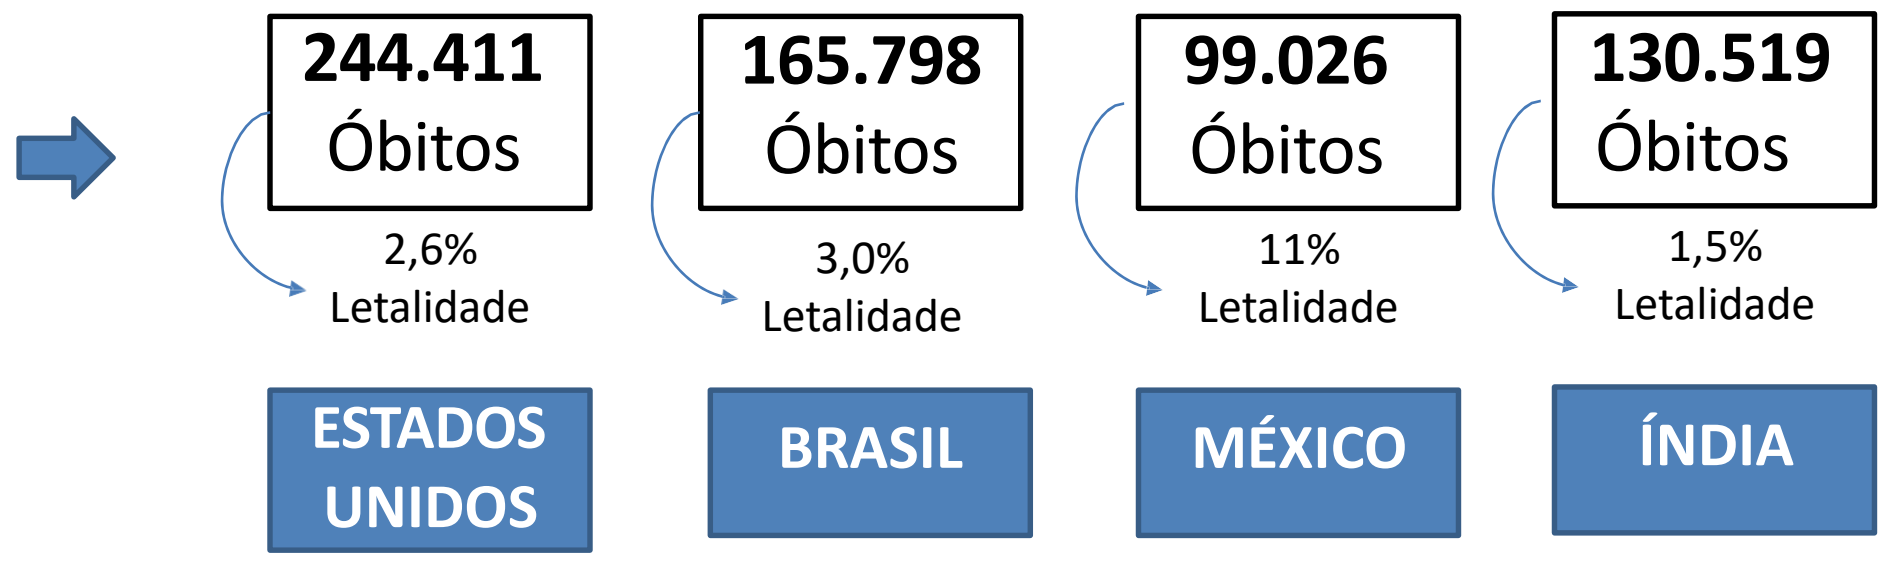 244.411
Óbitos
2,6%
Letalidade
ESTADOS
UNIDOS
165.798
Óbitos
3,0%
Letalidade
BRASIL
99.026
Óbitos
11%
Letalidade
MÉXICO
130.519
Óbitos
1,5%
Letalidade
ÍNDIA